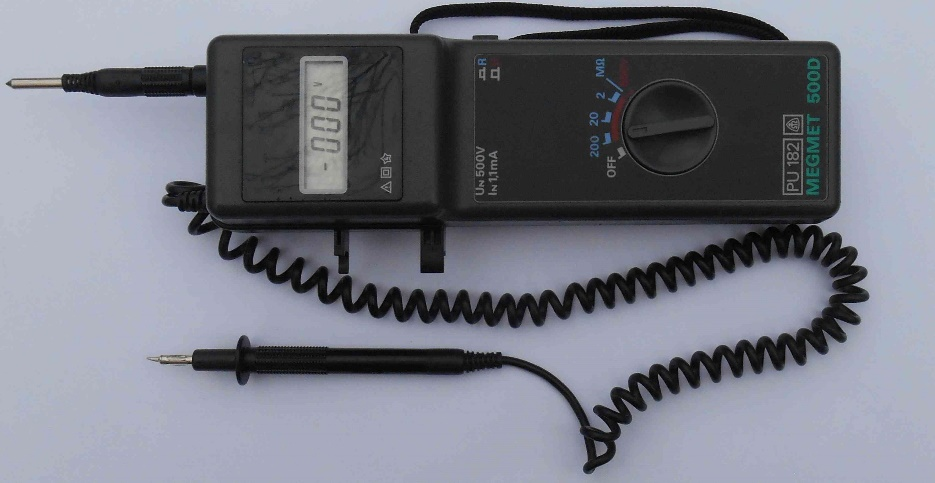 -000 V
R
MΩ
2
20
200
OFF
UN 500V
IN 1,1mA
PU 182
MEGMET 500D